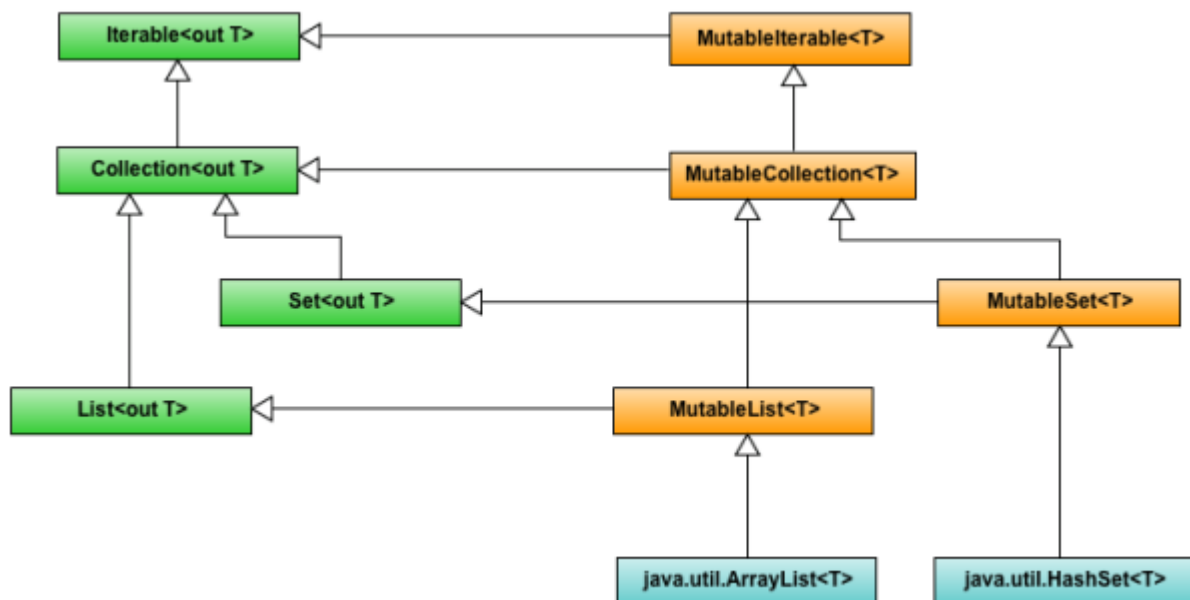 Iterable<out T>
MutableIterable<T>
Collection<out T>
MutableCollection<T>
Set<out T>
MutableSet<T>
List<out T>
MutableList<T>
java.util.ArrayList<T>
java.util.HashSet<T>